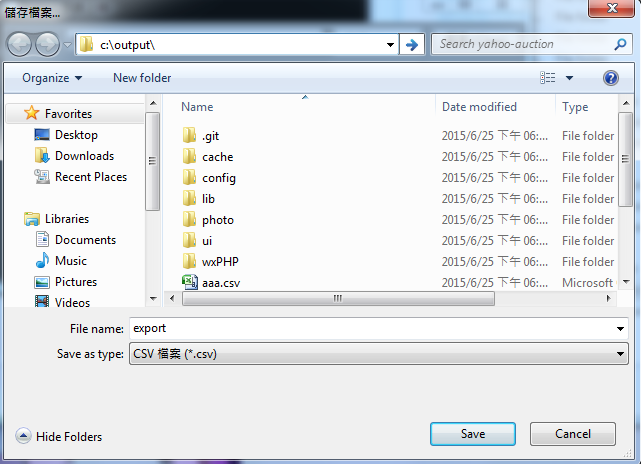 儲存檔案...
c:\output\
Search yahoo-auction
Organize
New folder
Favorites
Desktop
Downloads
Recent Places
Libraries
Documents
Music
Pictures
Videos
Name Date modified Type
.git 2015/6/25 下午 06:... File folder
cache 2015/6/25 下午 06:... File folder
config 2015/6/25 下午 06:... File folder
lib 2015/6/25 下午 06:... File folder
photo 2015/6/25 下午 06:... File folder
ui 2015/6/25 下午 06:... File folder
wxPHP 2015/6/25 下午 06:... File folder
aaa.csv 2015/6/25 下午 06:... Microsoft
File name: export
Save as type: CSV 檔案 (*.csv)
Hide Folders
Save
Cancel